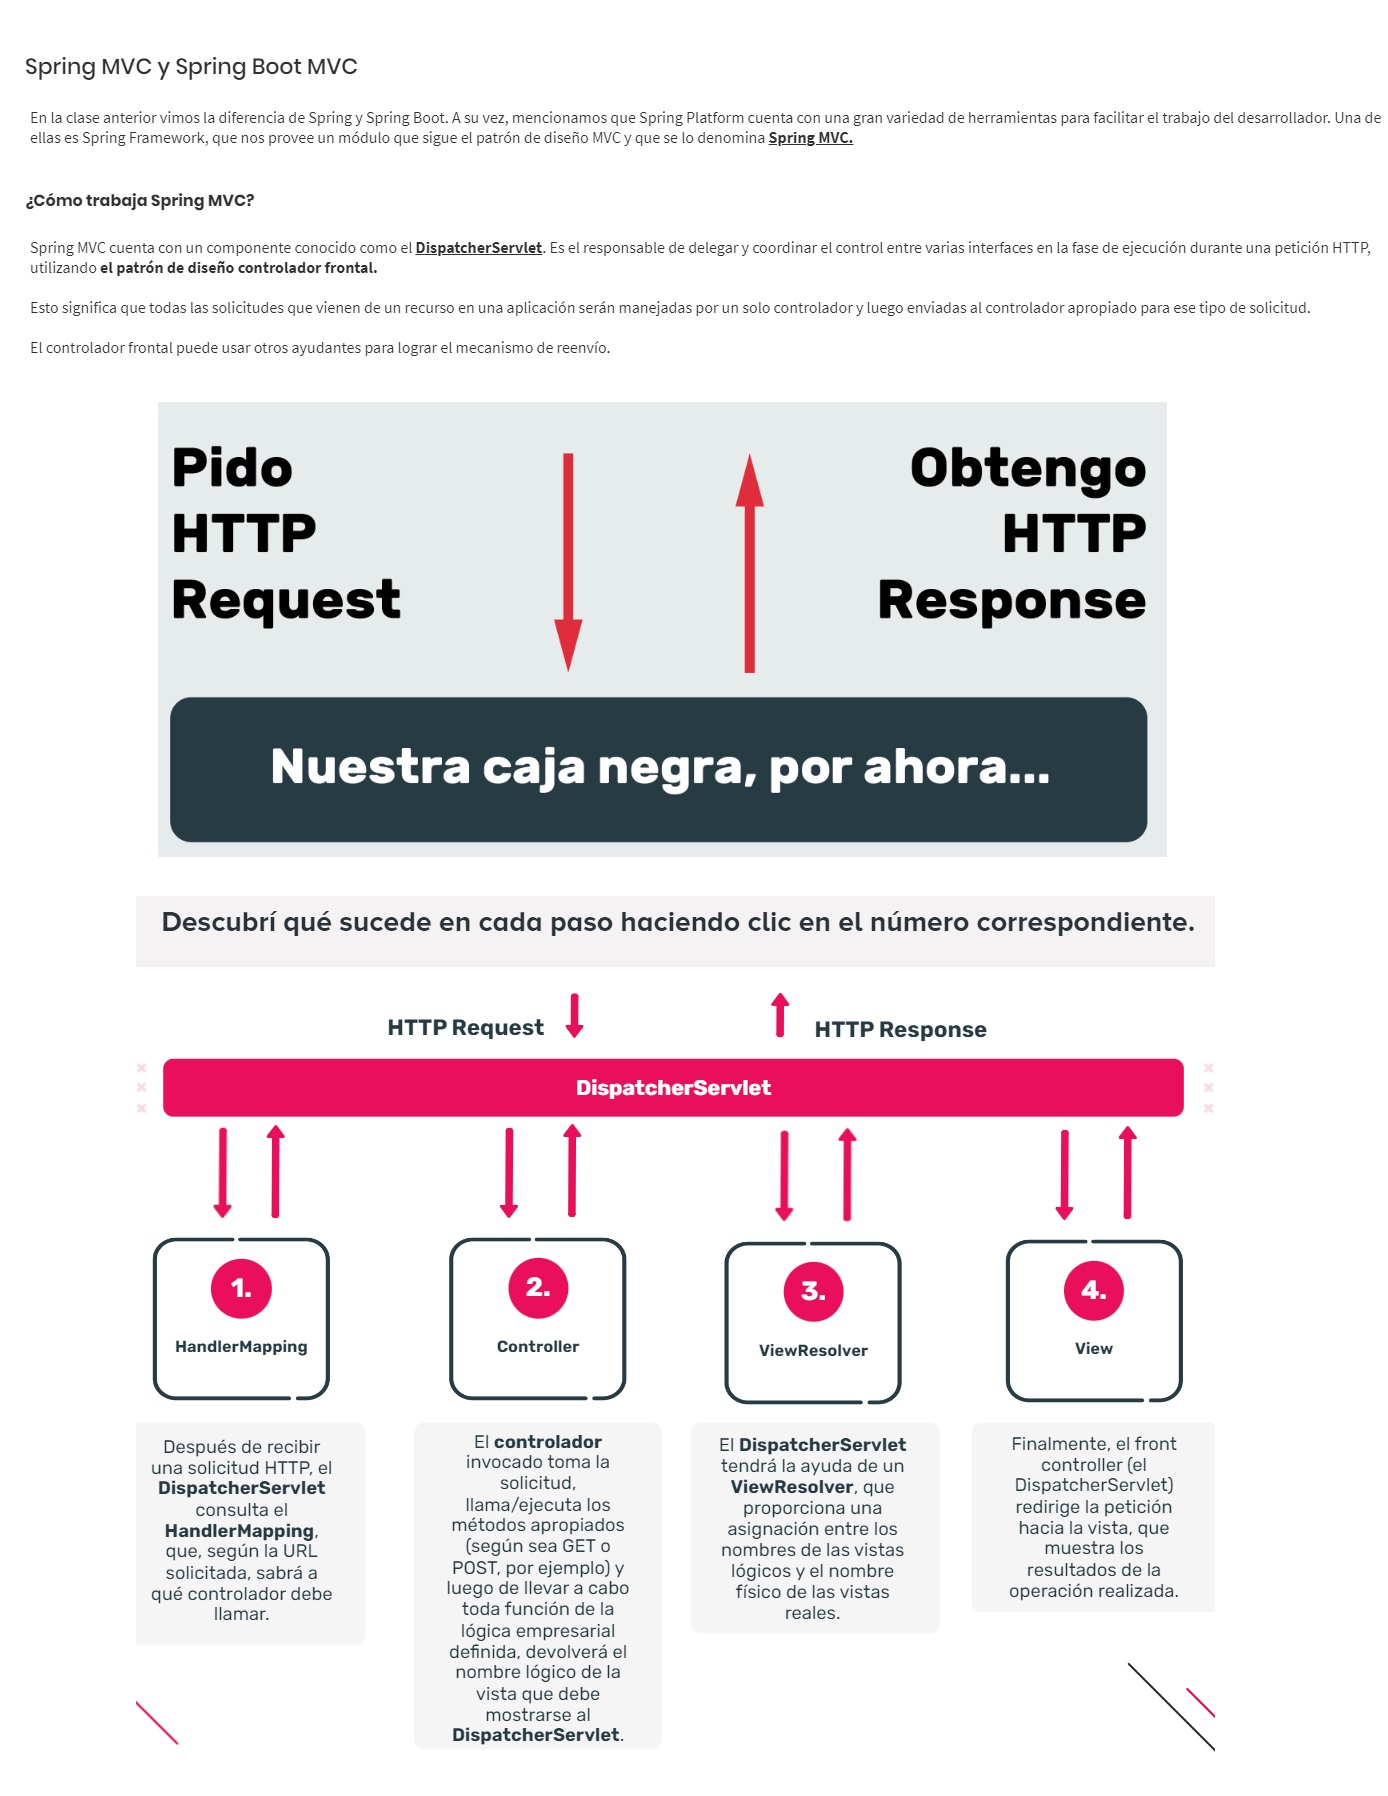 Spring MVC y Spring Boot MVC
En la clase anterior vimos la diferencia de Spring y Spring Boot. A su vez, mencionamos que Spring Platform cuenta con una gran variedad de herramientas para facilitar el trabajo del desarrollador. Una de
ellas es Spring Framework, que nos provee un módulo que sigue el patrón de diseño MVC y que se lo denomina Spring MVC.
¿Cómo trabaja Spring MVC?
Spring MVC cuenta con un componente conocido como el DispatcherServlet. Es el responsable de delegar y coordinar el control entre varias interfaces en la fase de ejecución durante una petición HTTP,
utilizando el patrón de diseño controlador frontal.
Esto significa que todas las solicitudes que vienen de un recurso en una aplicación serán manejadas por un solo controlador y luego enviadas al controlador apropiado para ese tipo de solicitud.
El controlador frontal puede usar otros ayudantes para lograr el mecanismo de reenvío.
Pido
HTTP
Request
Obtengo
HTTP
Response
Nuestra caja negra, por ahora...
Descubrí qué sucede en cada paso haciendo clic en el número correspondiente.
HTTP Request
HTTP Response
DispatcherServlet
1.
HandlerMapping
2.
Controller
3.
ViewResolver
4.
View
Después de recibir
una solicitud HTTP, el
DispatcherServlet
consulta el
HandlerMapping,
que, según la URL
solicitada, sabrá a
qué controlador debe
llamar.
El controlador
invocado toma la
solicitud,
llama/ejecuta los
métodos apropiados
(según sea GET o
POST, por ejemplo) y
luego de llevar a cabo
toda función de la
lógica empresarial
definida, devolverá el
nombre lógico de la
vista que debe
mostrarse al
DispatcherServlet.
El DispatcherServlet
tendrá la ayuda de un
ViewResolver, que
proporciona una
asignación entre los
nombres de las vistas
lógicos y el nombre
físico de las vistas
reales.
Finalmente, el front
controller (el
DispatcherServlet)
redirige la petición
hacia la vista, que
muestra los
resultados de la
operación realizada.